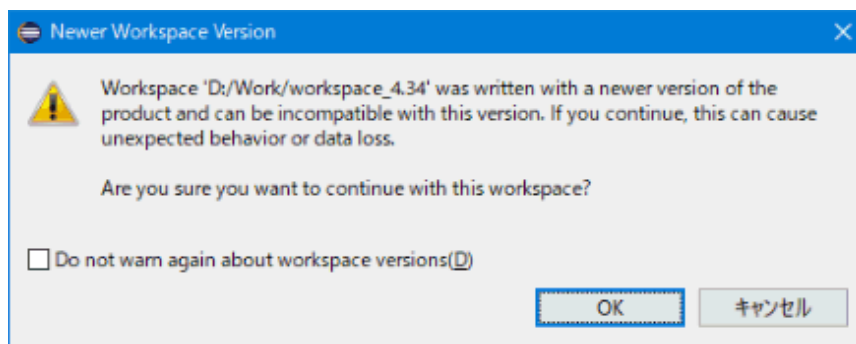 Newer Workspace Version
Workspace 'D:/Work/workspace_4.34' was written with a newer version of the
product and can be incompatible with this version. If you continue, this can cause
unexpected behavior or data loss.
Are you sure you want to continue with this workspace?
Do not warn again about workspace versions(D)
OK
キャンセル